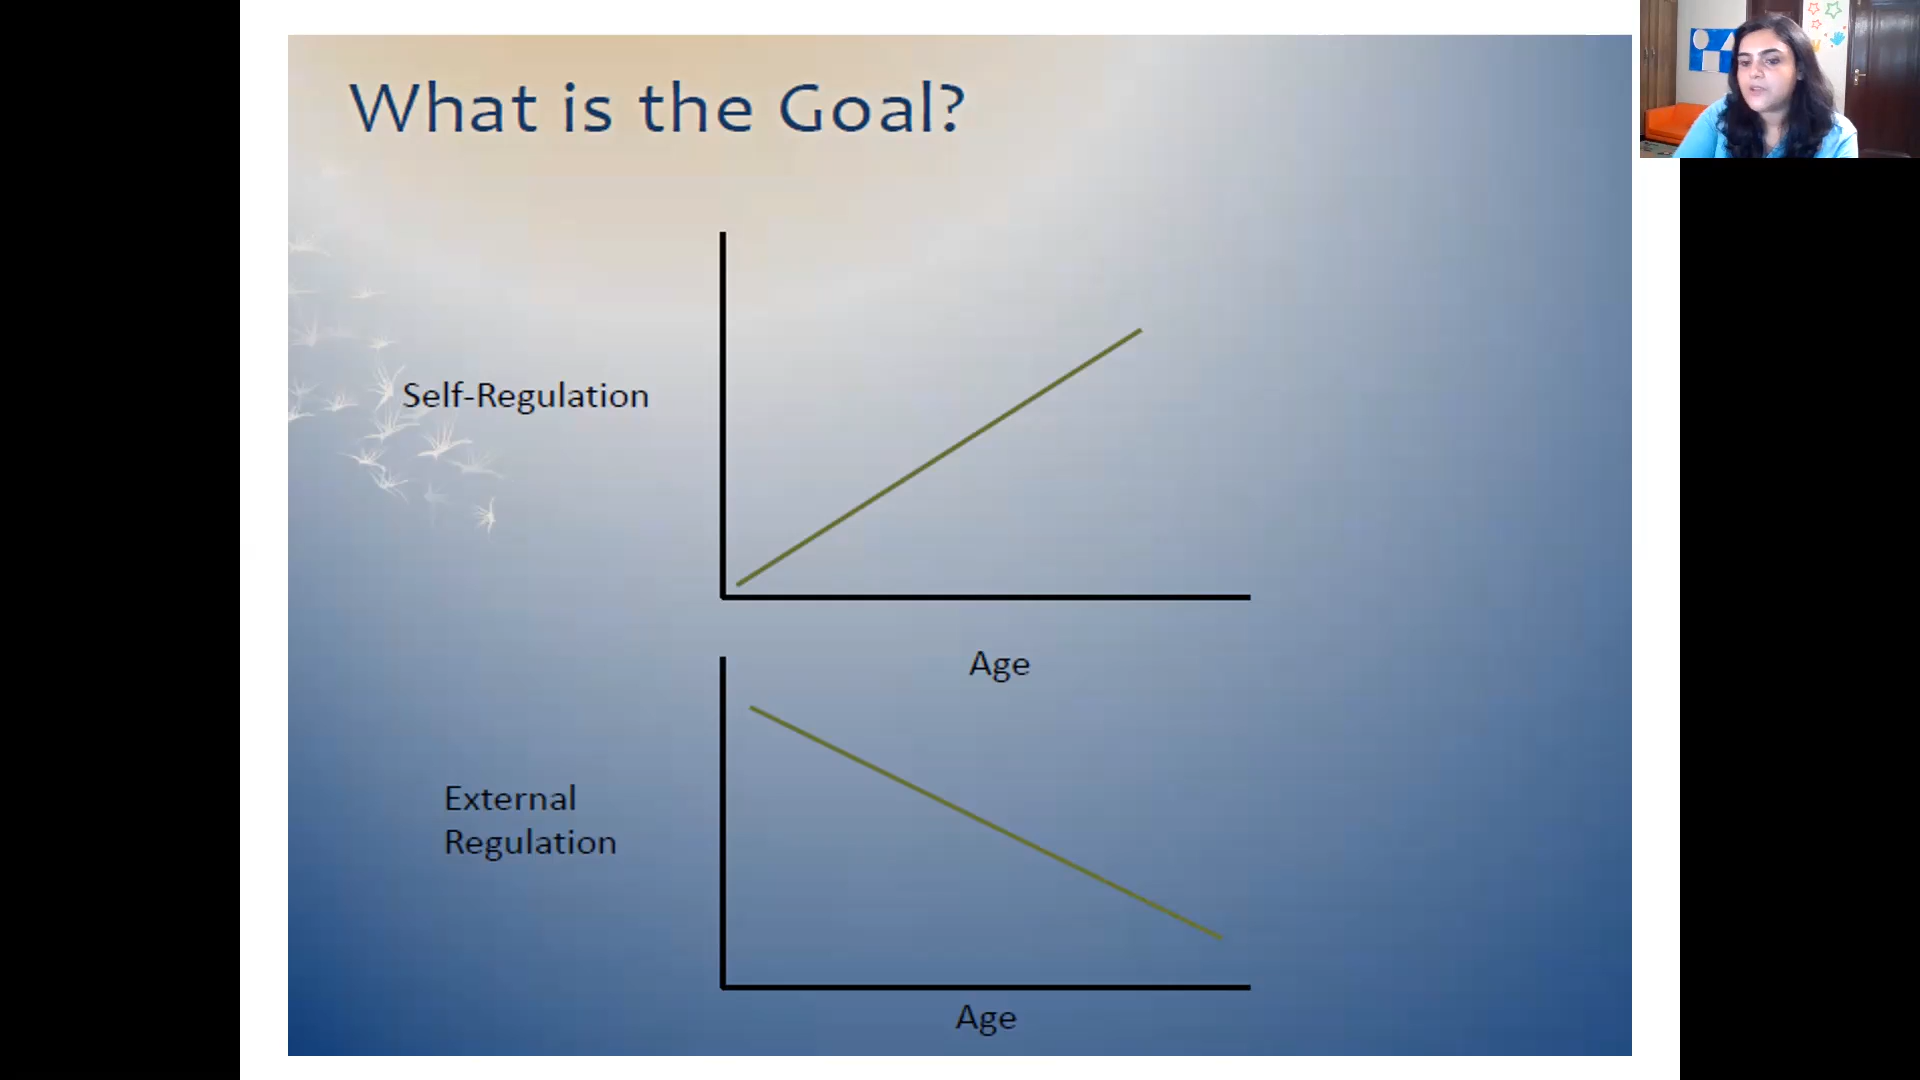 What is the Goal?
Self-Regulation
Age
External
Regulation
Age